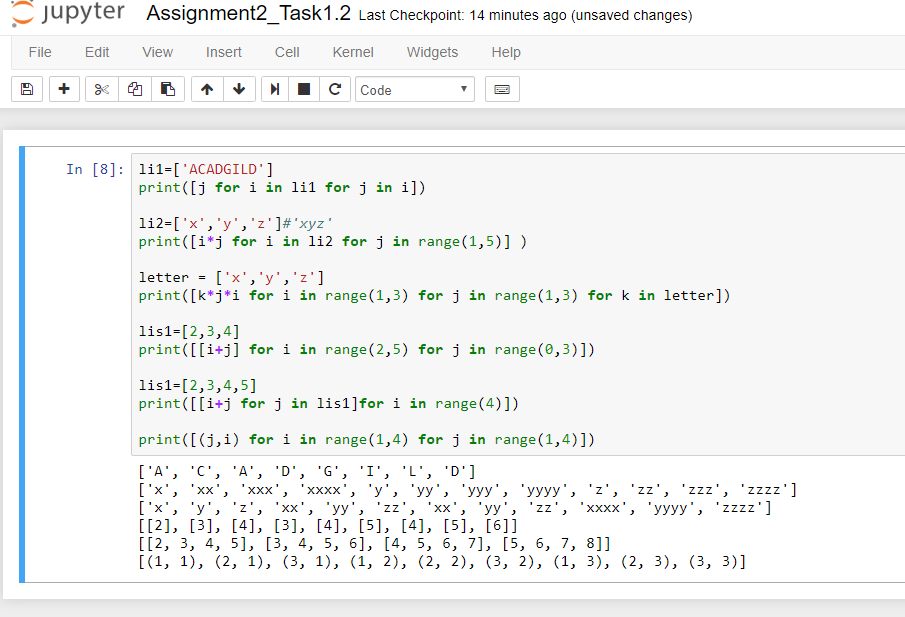 jupyter Assignment2_Task1.2 Last Checkpoint: 14 minutes ago (unsaved changes)
File Edit View Insert Cell Kernel Widgets Help
Code
In [8]: li1=['ACADGILD']
print([j for i in li1 for j in i])
li2=['x','y','z']#'xyz'
print([i*j for i in li2 for j in range(1,5)] )
letter = ['x','y','z']
print([k*j*i for i in range(1,3) for j in range(1,3) for k in letter])
lis1=[2,3,4]
print([[i+j] for i in range(2,5) for j in range(0,3)])
lis1=[2,3,4,5]
print([[i+j for j in lis1]for i in range(4)])
print([(j,i) for i in range(1,4) for j in range(1,4)])
['A', 'C', 'A', 'D', 'G', 'I', 'L', 'D']
['x', 'xx', 'xxx', 'xxxx', 'y', 'yy', 'yyy', 'yyyy', 'z', 'zz', 'zzz', 'zzzz']
['x', 'y', 'z', 'xx', 'yy', 'zz', 'xx', 'yy', 'zz', 'xxxx', 'yyyy', 'zzzz']
[[2], [3], [4], [3], [4], [5], [4], [5], [6]]
[[2, 3, 4, 5], [3, 4, 5, 6], [4, 5, 6, 7], [5, 6, 7, 8]]
[(1, 1), (2, 1), (3, 1), (1, 2), (2, 2), (3, 2), (1, 3), (2, 3), (3, 3)]